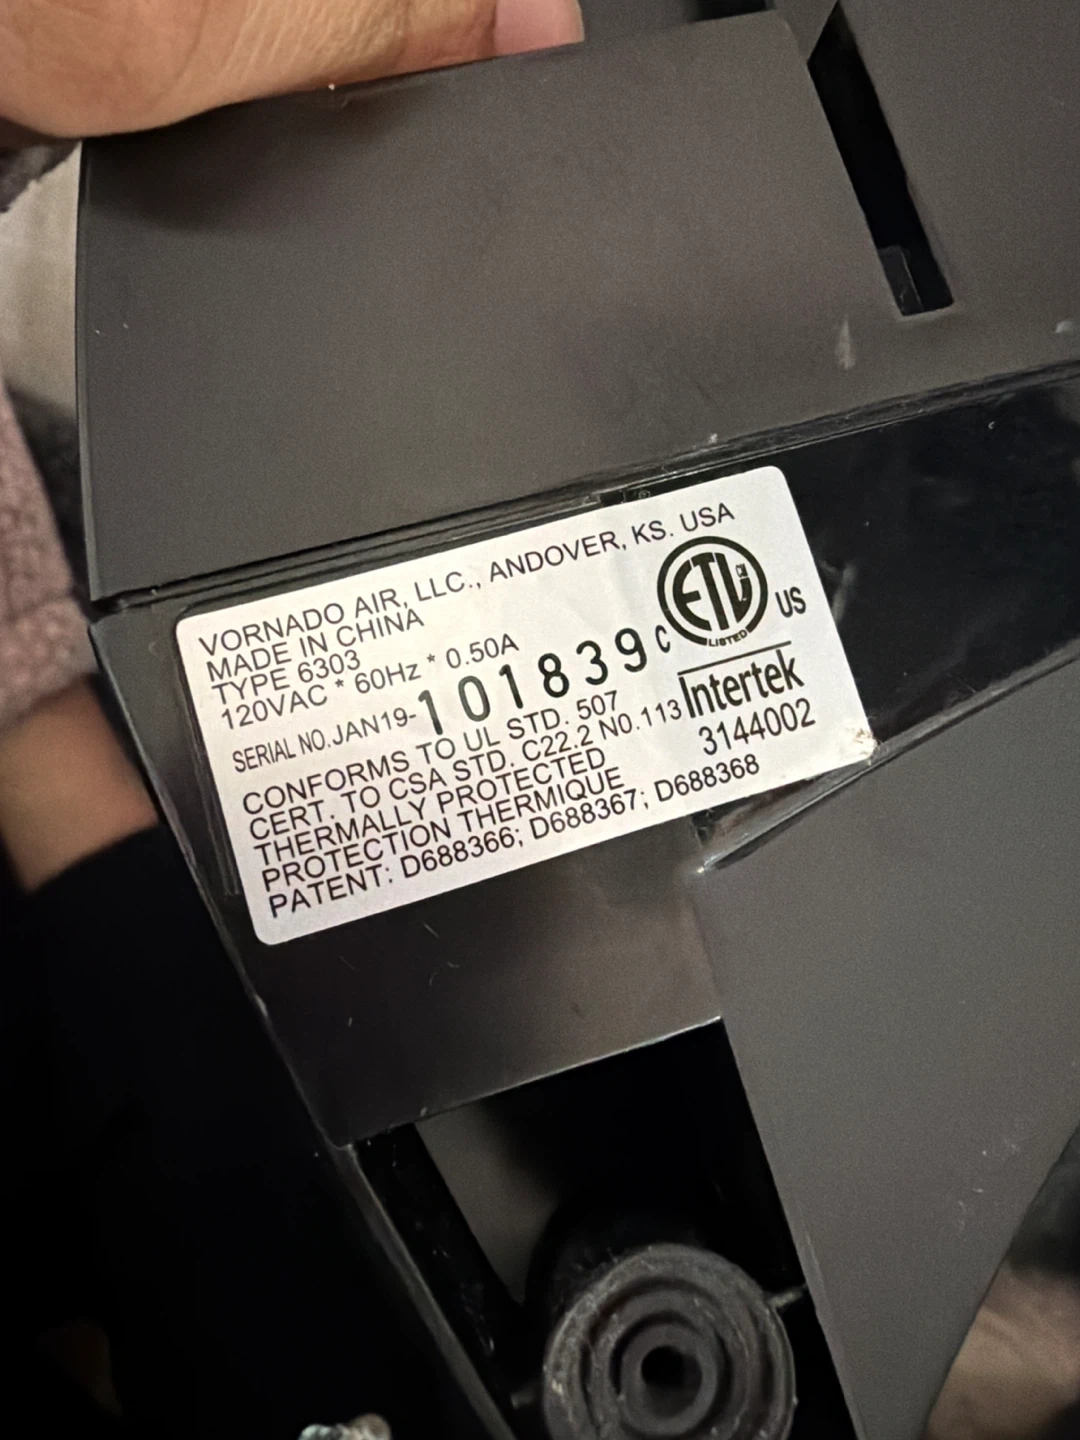 VORNADO AIR, LLC., ANDOVER, KS. USA
MADE IN CHINA
TYPE 6303
120VAC * 60Hz * 0.50A
SERIAL NO.JAN19-101839
CONFORMS TO UL STD. 507
CERT. TO CSA STD. C22.2 NO.113
THERMALLY PROTECTED
PROTECTION THERMIQUE
PATENT: D688366; D688367; D688368
C ETL US
LISTED
Intertek
3144002